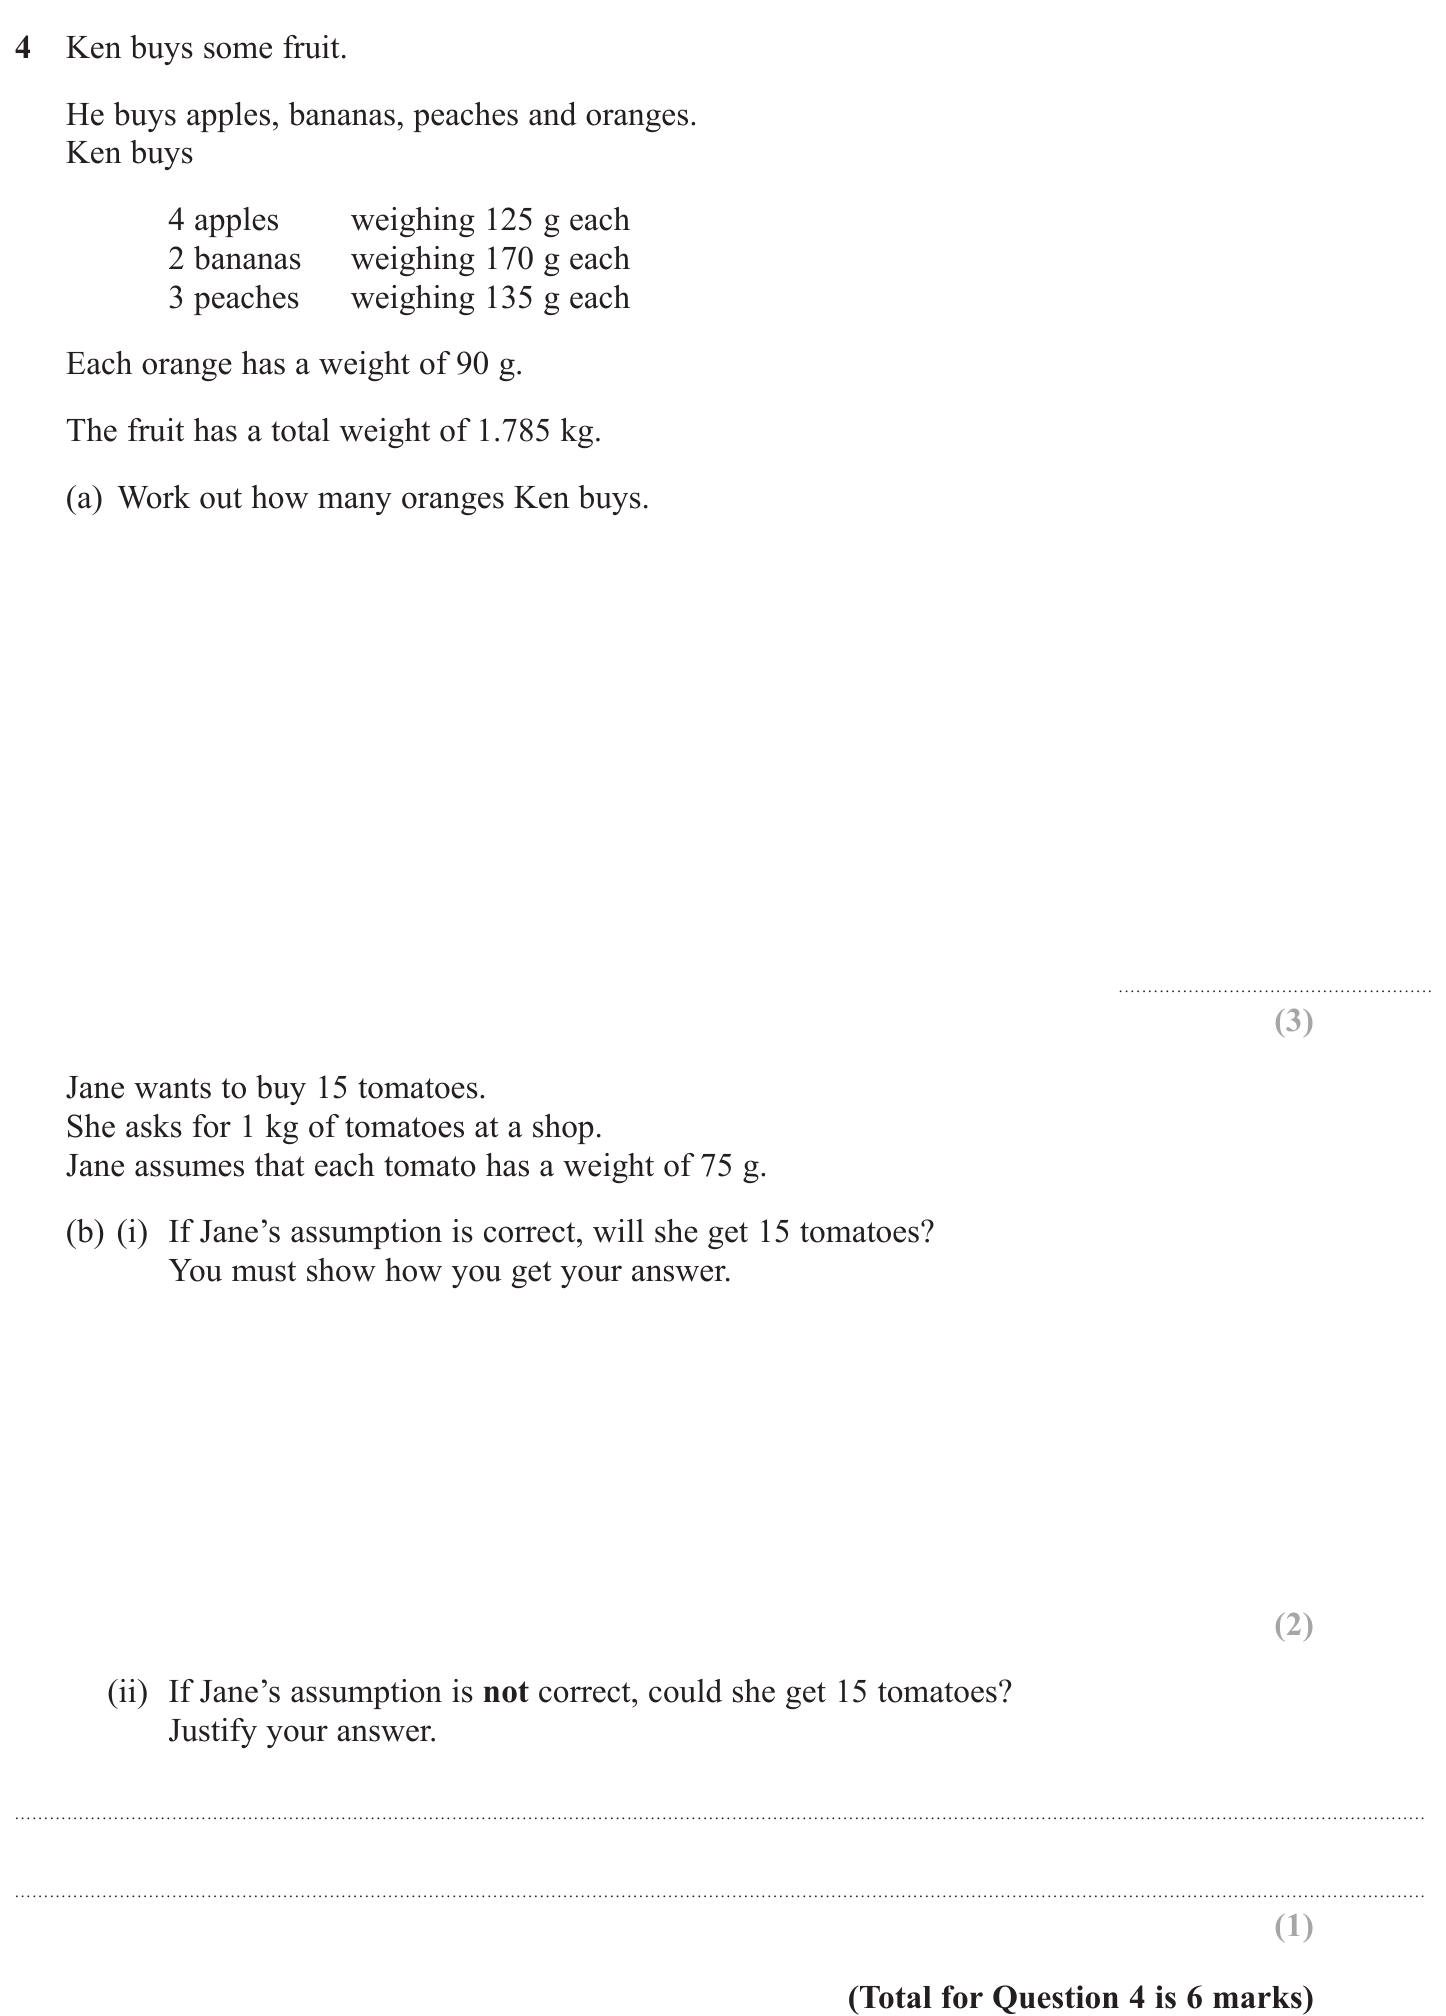 4 Ken buys some fruit.
He buys apples, bananas, peaches and oranges.
Ken buys
4 apples weighing 125 g each
2 bananas weighing 170 g each
3 peaches weighing 135 g each
Each orange has a weight of 90 g.
The fruit has a total weight of 1.785 kg.
(a) Work out how many oranges Ken buys.
(3)
Jane wants to buy 15 tomatoes.
She asks for 1 kg of tomatoes at a shop.
Jane assumes that each tomato has a weight of 75 g.
(b) (i) If Jane’s assumption is correct, will she get 15 tomatoes?
You must show how you get your answer.
(2)
(ii) If Jane’s assumption is not correct, could she get 15 tomatoes?
Justify your answer.
(1)
(Total for Question 4 is 6 marks)